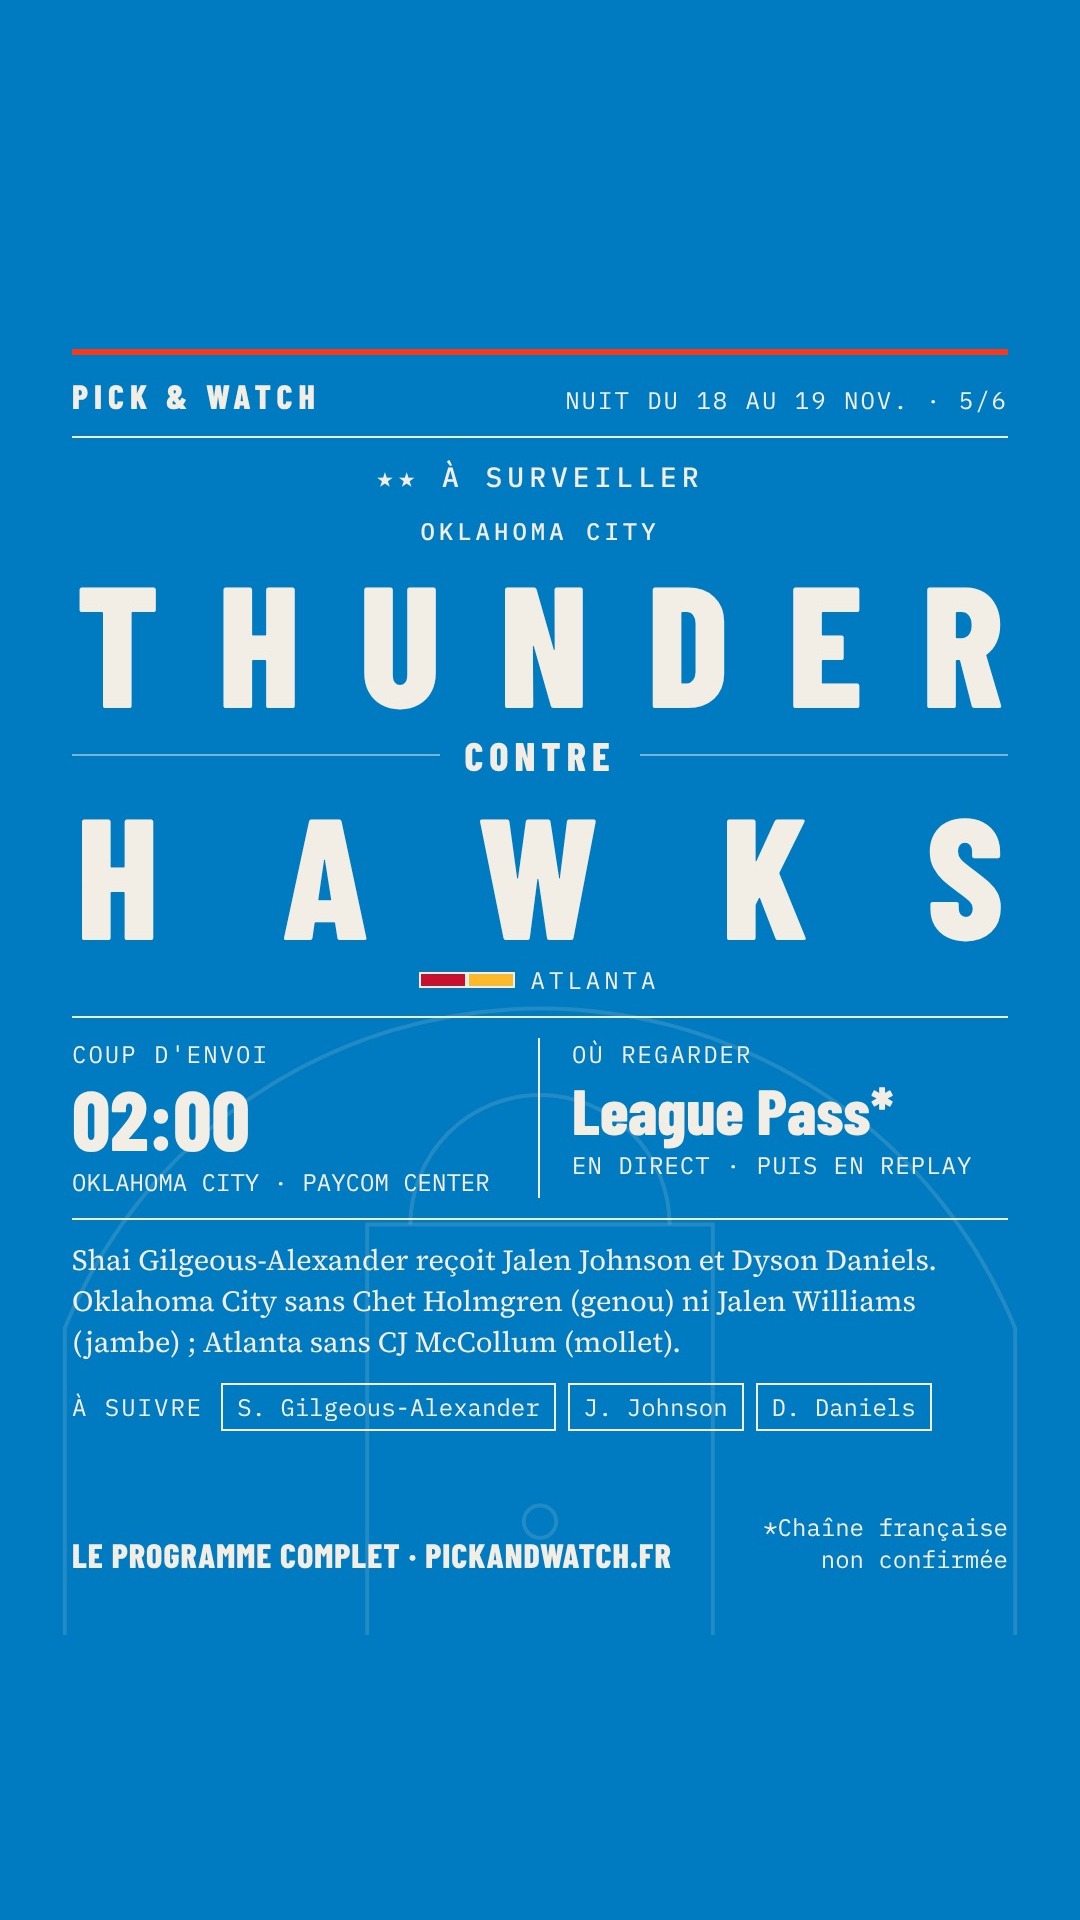 PICK & WATCH
NUIT DU 18 AU 19 NOV. · 5/6
★★ À SURVEILLER
OKLAHOMA CITY
THUNDER
CONTRE
HAWKS
ATLANTA
COUP D'ENVOI
02:00
OKLAHOMA CITY · PAYCOM CENTER
OÙ REGARDER
League Pass*
EN DIRECT · PUIS EN REPLAY
Shai Gilgeous-Alexander reçoit Jalen Johnson et Dyson Daniels.
Oklahoma City sans Chet Holmgren (genou) ni Jalen Williams
(jambe) ; Atlanta sans CJ McCollum (mollet).
À SUIVRE S. Gilgeous-Alexander J. Johnson D. Daniels
LE PROGRAMME COMPLET · PICKANDWATCH.FR
*Chaîne française
non confirmée